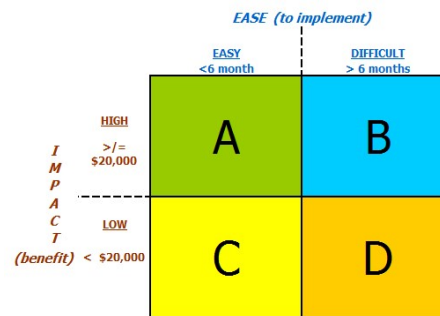 EASE (to implement)
EASY
<6 month
DIFFICULT
> 6 months
HIGH
>/=
$20,000
A
B
I
M
P
A
C
T
(benefit)
LOW
< $20,000
C
D